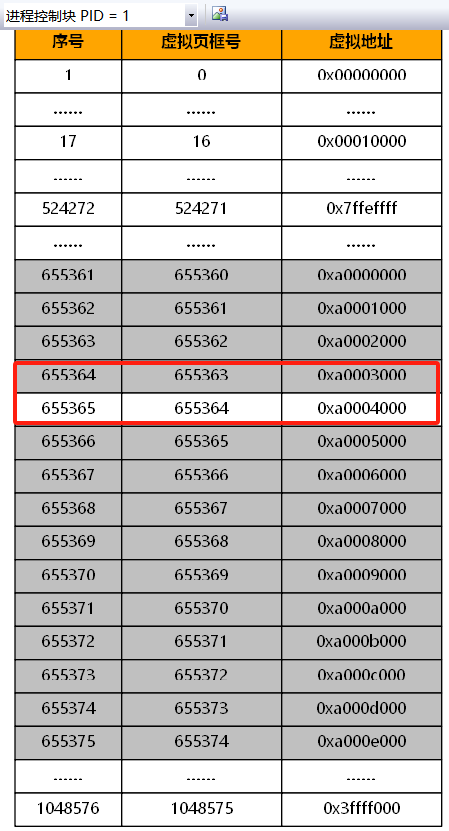 进程控制块 PID = 1
序号 虚拟页框号 虚拟地址
1 0 0x00000000
...... ...... ......
17 16 0x00010000
...... ...... ......
524272 524271 0x7ffeffff
...... ...... ......
655361 655360 0xa0000000
655362 655361 0xa0001000
655363 655362 0xa0002000
655364 655363 0xa0003000
655365 655364 0xa0004000
655366 655365 0xa0005000
655367 655366 0xa0006000
655368 655367 0xa0007000
655369 655368 0xa0008000
655370 655369 0xa0009000
655371 655370 0xa000a000
655372 655371 0xa000b000
655373 655372 0xa000c000
655374 655373 0xa000d000
655375 655374 0xa000e000
...... ...... ......
1048576 1048575 0x3ffff000